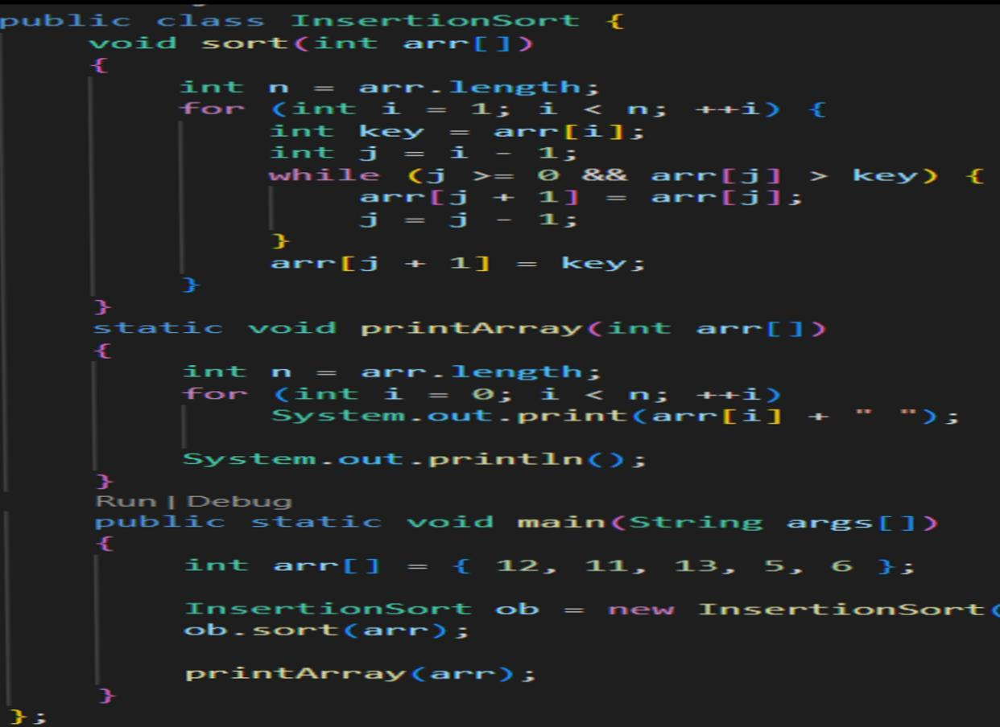 public class InsertionSort {
void sort(int arr[])
{
int n = arr.length;
for (int i = 1; i < n; ++i) {
int key = arr[i];
int j = i - 1;
while (j >= 0 && arr[j] > key) {
arr[j + 1] = arr[j];
j = j - 1;
}
arr[j + 1] = key;
}
}
static void printArray(int arr[])
{
int n = arr.length;
for (int i = 0; i < n; ++i)
System.out.print(arr[i] + " ");
System.out.println();
}
Run | Debug
public static void main(String args[])
{
int arr[] = { 12, 11, 13, 5, 6 };
InsertionSort ob = new InsertionSort(
ob.sort(arr);
printArray(arr);
}
};